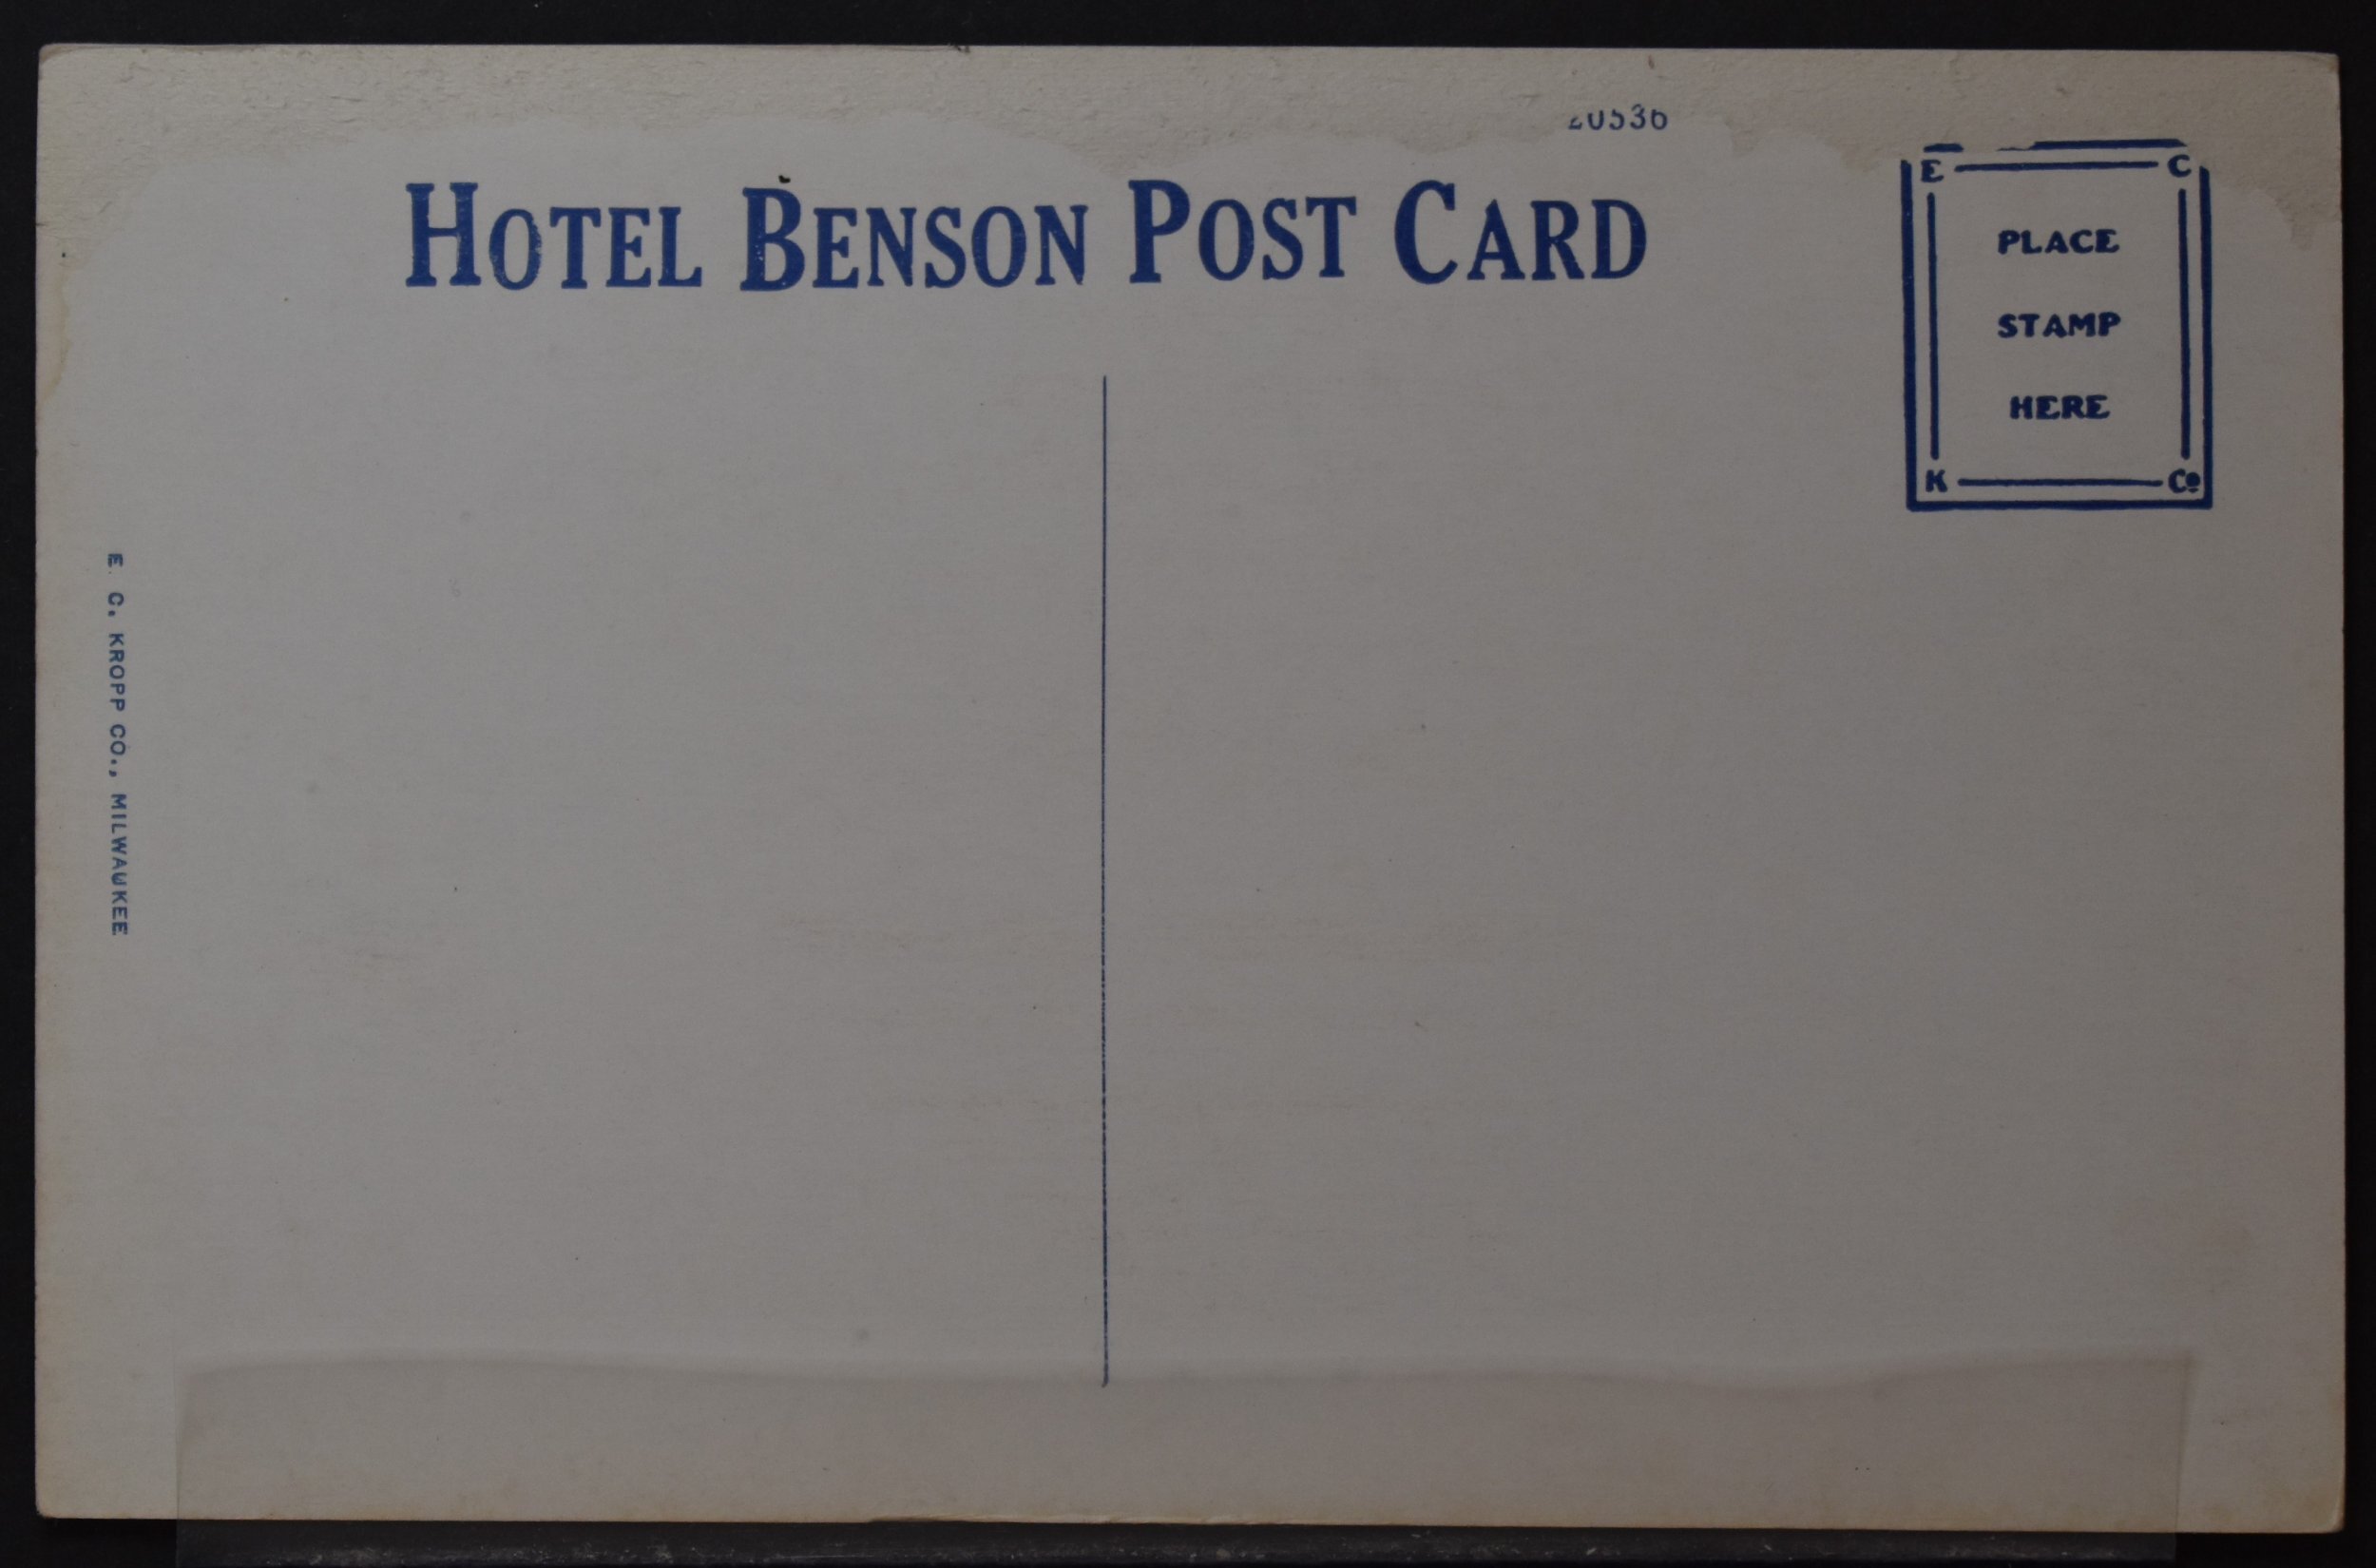 20536
HOTEL BENSON POST CARD
E C
PLACE
STAMP
HERE
K Co
E. C. KROPP CO., MILWAUKEE